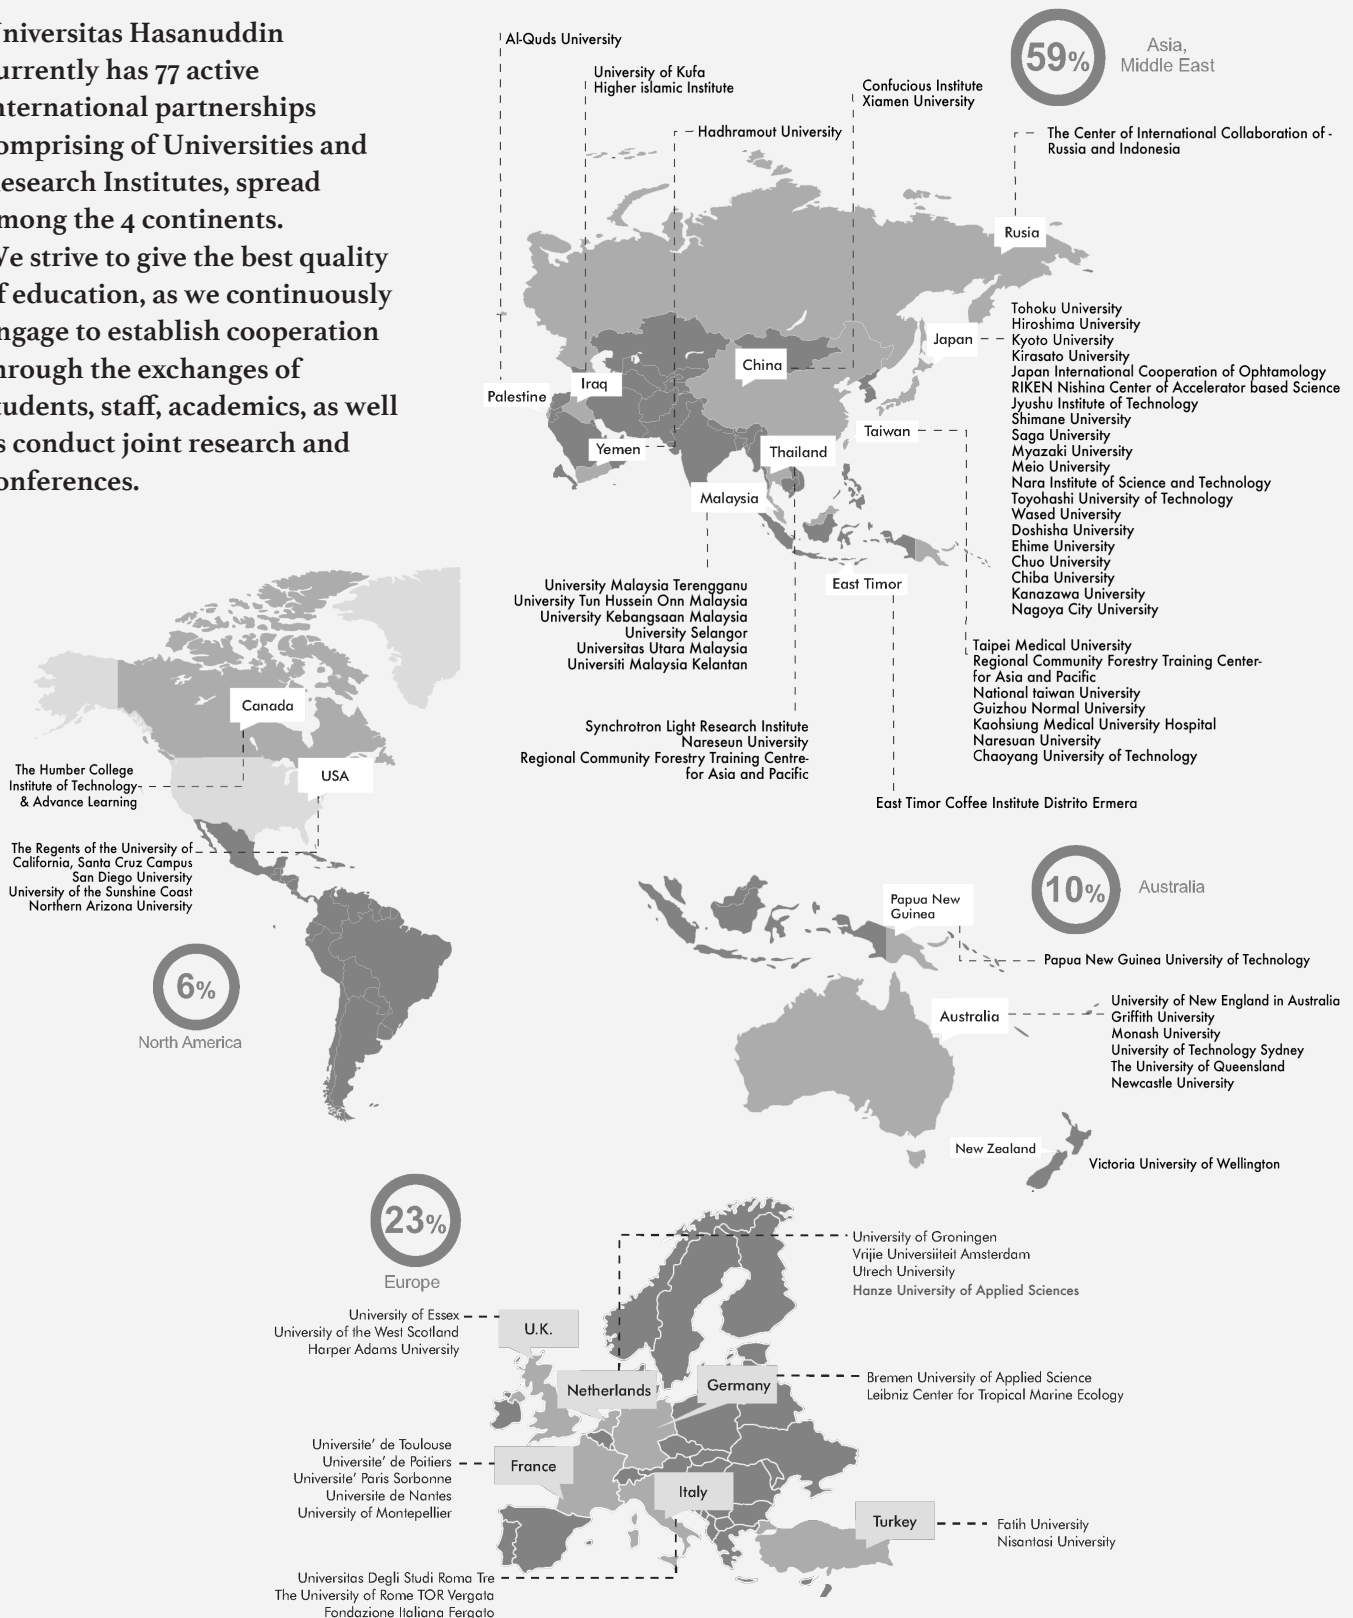 niversitas Hasanuddin
urrently has 77 active
nternational partnerships
omprising of Universities and
esearch Institutes, spread
mong the 4 continents.
e strive to give the best quality
f education, as we continuously
ngage to establish cooperation
hrough the exchanges of
tudents, staff, academics, as well
s conduct joint research and
onferences.
Al-Quds University
University of Kufa
Higher islamic Institute
Hadhramout University
Confucious Institute
Xiamen University
59%
Asia,
Middle East
The Center of International Collaboration of -
Russia and Indonesia
Rusia
Japan
China
Iraq
Palestine
Yemen
Taiwan
Thailand
Malaysia
East Timor
Tohoku University
Hiroshima University
Kyoto University
Kirasato University
Japan International Cooperation of Ophtamology
RIKEN Nishina Center of Accelerator based Science
Jyushu Institute of Technology
Shimane University
Saga University
Myazaki University
Meio University
Nara Institute of Science and Technology
Toyohashi University of Technology
Wased University
Doshisha University
Ehime University
Chuo University
Chiba University
Kanazawa University
Nagoya City University
University Malaysia Terengganu
University Tun Hussein Onn Malaysia
University Kebangsaan Malaysia
University Selangor
Universitas Utara Malaysia
Universiti Malaysia Kelantan
Taipei Medical University
Regional Community Forestry Training Center-
for Asia and Pacific
National taiwan University
Guizhou Normal University
Kaohsiung Medical University Hospital
Naresuan University
Chaoyang University of Technology
Synchrotron Light Research Institute
Nareseun University
Regional Community Forestry Training Centre-
for Asia and Pacific
East Timor Coffee Institute Distrito Ermera
Canada
USA
The Humber College
Institute of Technology-
& Advance Learning
The Regents of the University of
California, Santa Cruz Campus
San Diego University
University of the Sunshine Coast
Northern Arizona University
6%
North America
10%
Australia
Papua New
Guinea
Papua New Guinea University of Technology
Australia
University of New England in Australia
Griffith University
Monash University
University of Technology Sydney
The University of Queensland
Newcastle University
New Zealand
Victoria University of Wellington
23%
Europe
University of Groningen
Vrijie Universiiteit Amsterdam
Utrech University
Hanze University of Applied Sciences
University of Essex
University of the West Scotland
Harper Adams University
U.K.
Netherlands
Germany
Bremen University of Applied Science
Leibniz Center for Tropical Marine Ecology
Universite' de Toulouse
Universite' de Poitiers
Universite' Paris Sorbonne
Universite de Nantes
University of Montepellier
France
Italy
Turkey
Fatih University
Nisantasi University
Universitas Degli Studi Roma Tre
The University of Rome TOR Vergata
Fondazione Italiana Fergato